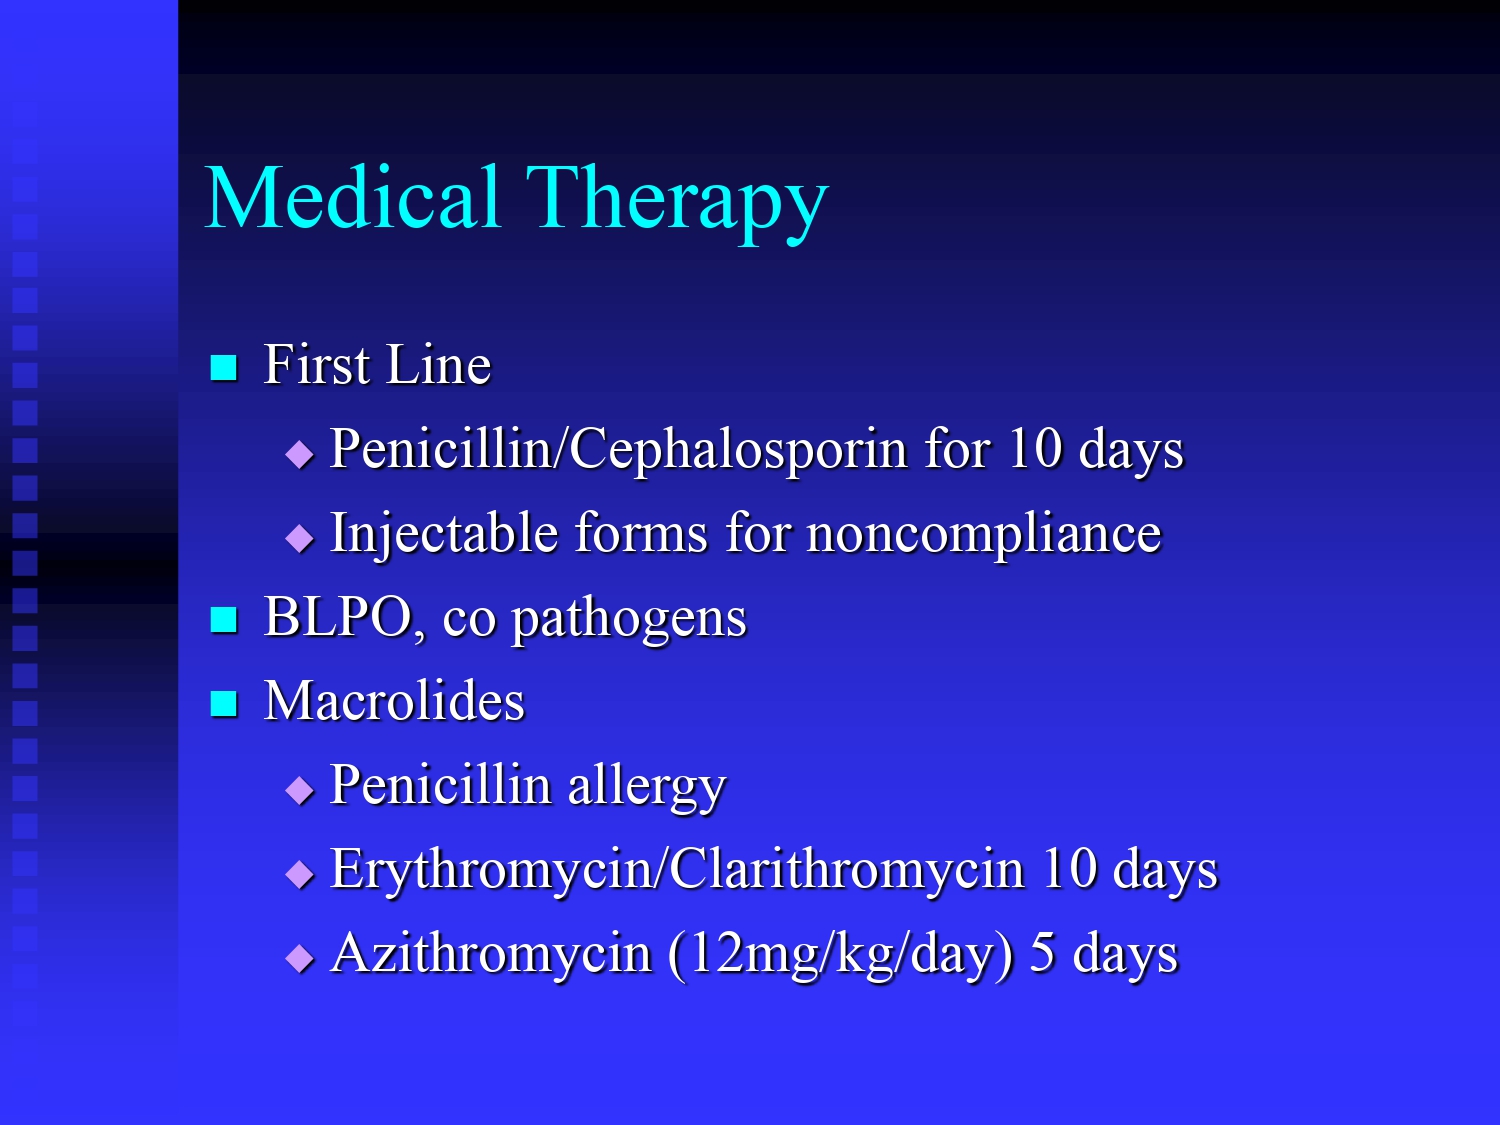 Medical Therapy
First Line
Penicillin/Cephalosporin for 10 days
Injectable forms for noncompliance
BLPO, co pathogens
Macrolides
Penicillin allergy
Erythromycin/Clarithromycin 10 days
Azithromycin (12mg/kg/day) 5 days